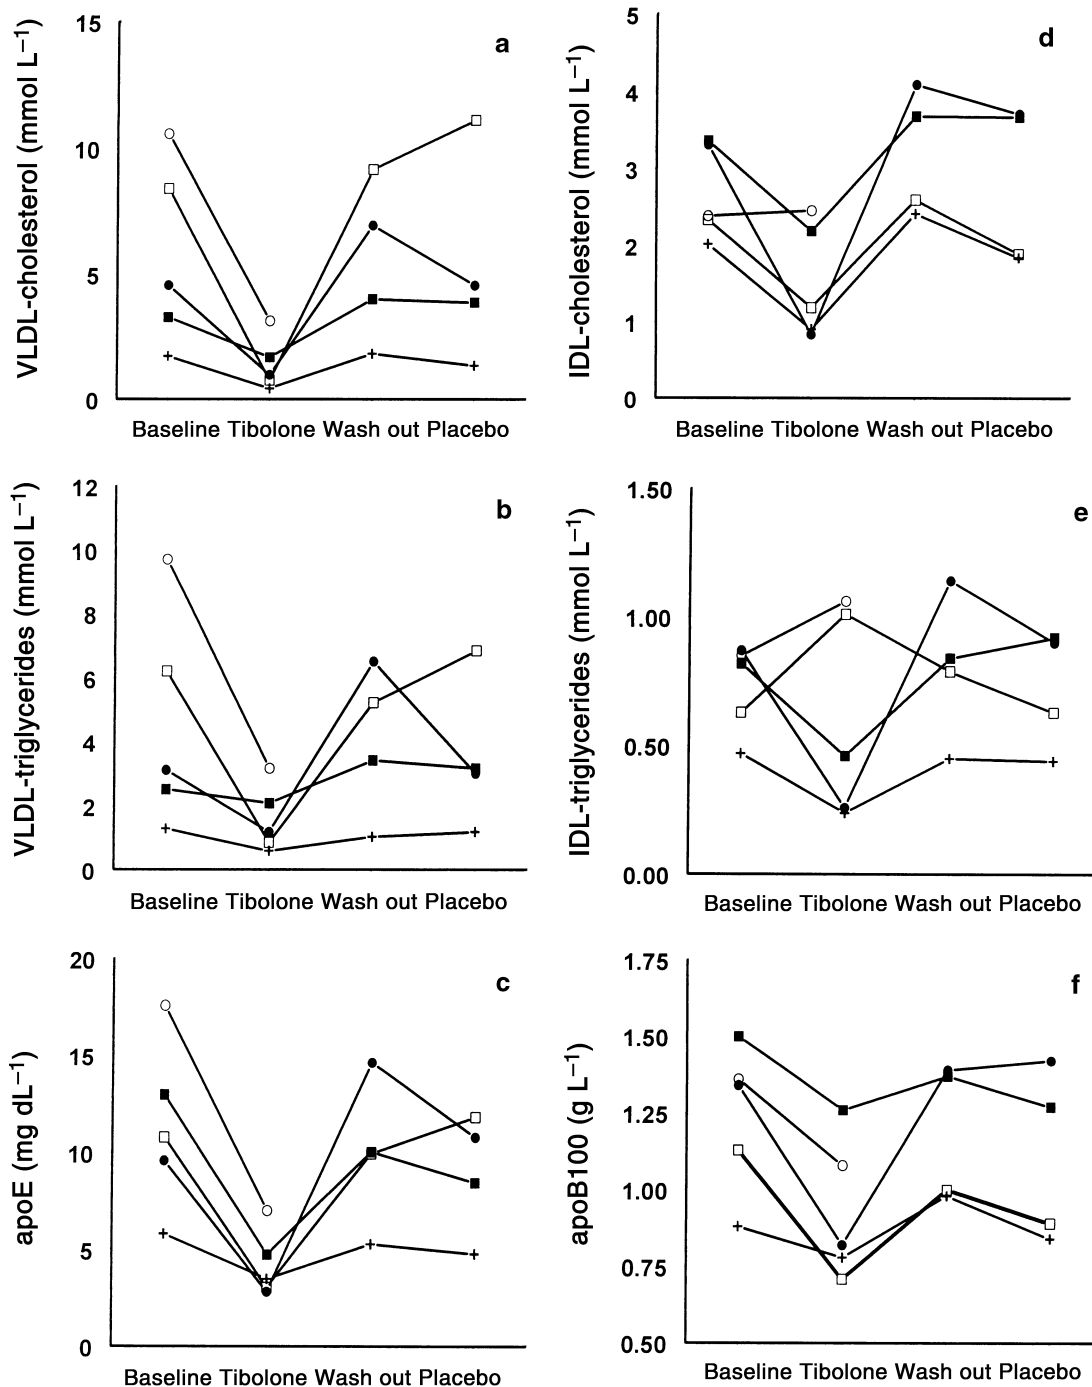 a
VLDL-cholesterol (mmol L⁻¹)
15
10
5
0
Baseline Tibolone Wash out Placebo
d
IDL-cholesterol (mmol L⁻¹)
5
4
3
2
1
0
Baseline Tibolone Wash out Placebo
b
VLDL-triglycerides (mmol L⁻¹)
12
10
8
6
4
2
0
Baseline Tibolone Wash out Placebo
e
IDL-triglycerides (mmol L⁻¹)
1.50
1.00
0.50
0.00
Baseline Tibolone Wash out Placebo
c
apoE (mg dL⁻¹)
20
15
10
5
0
Baseline Tibolone Wash out Placebo
f
apoB100 (g L⁻¹)
1.75
1.50
1.25
1.00
0.75
0.50
Baseline Tibolone Wash out Placebo